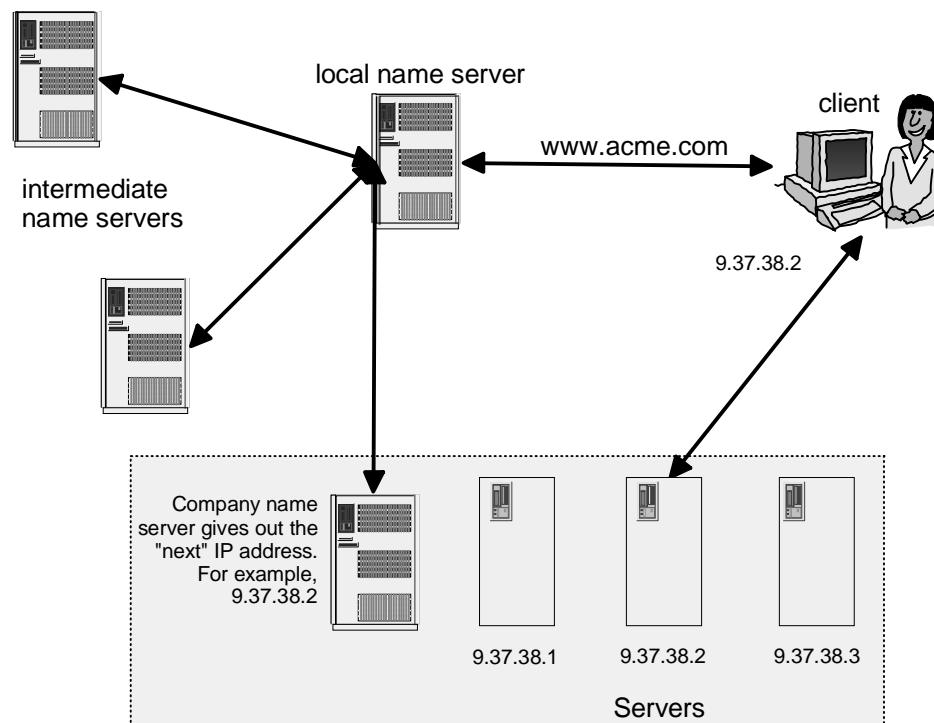 local name server
client
www.acme.com
intermediate
name servers
9.37.38.2
Company name
server gives out the
"next" IP address.
For example,
9.37.38.2
9.37.38.1
9.37.38.2
9.37.38.3
Servers